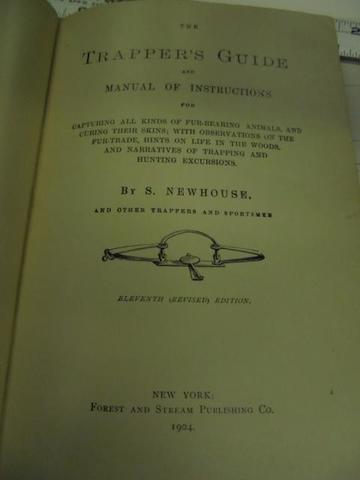 THE
TRAPPER'S GUIDE
AND
MANUAL OF INSTRUCTIONS
FOR
CAPTURING ALL KINDS OF FUR-BEARING ANIMALS, AND
CURING THEIR SKINS; WITH OBSERVATIONS ON THE
FUR-TRADE, HINTS ON LIFE IN THE WOODS,
AND NARRATIVES OF TRAPPING AND
HUNTING EXCURSIONS.
BY S. NEWHOUSE,
AND OTHER TRAPPERS AND SPORTSMEN
ELEVENTH (REVISED) EDITION.
NEW YORK:
FOREST AND STREAM PUBLISHING CO.
1904.